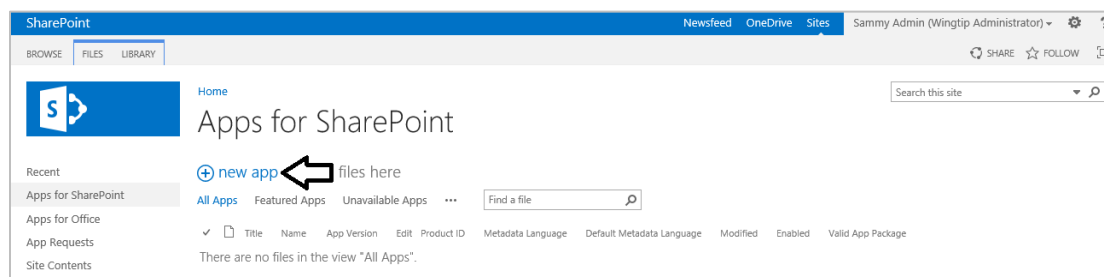 SharePoint Newsfeed OneDrive Sites Sammy Admin (Wingtip Administrator) ?
BROWSE FILES LIBRARY SHARE FOLLOW
S
Home Search this site
Apps for SharePoint
Recent new app files here
Apps for SharePoint All Apps Featured Apps Unavailable Apps ••• Find a file
Apps for Office
App Requests Title Name App Version Edit Product ID Metadata Language Default Metadata Language Modified Enabled Valid App Package
Site Contents There are no files in the view "All Apps".